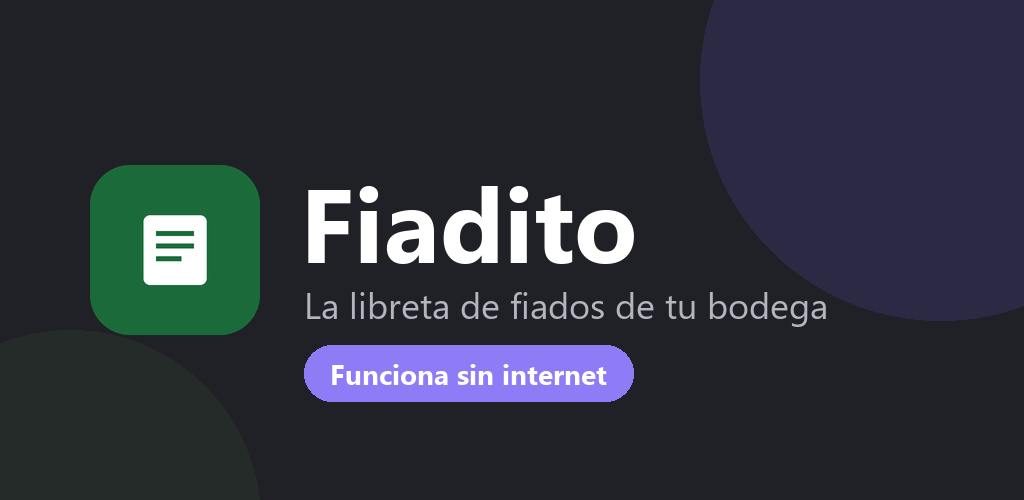 Fiadito
La libreta de fiados de tu bodega
Funciona sin internet